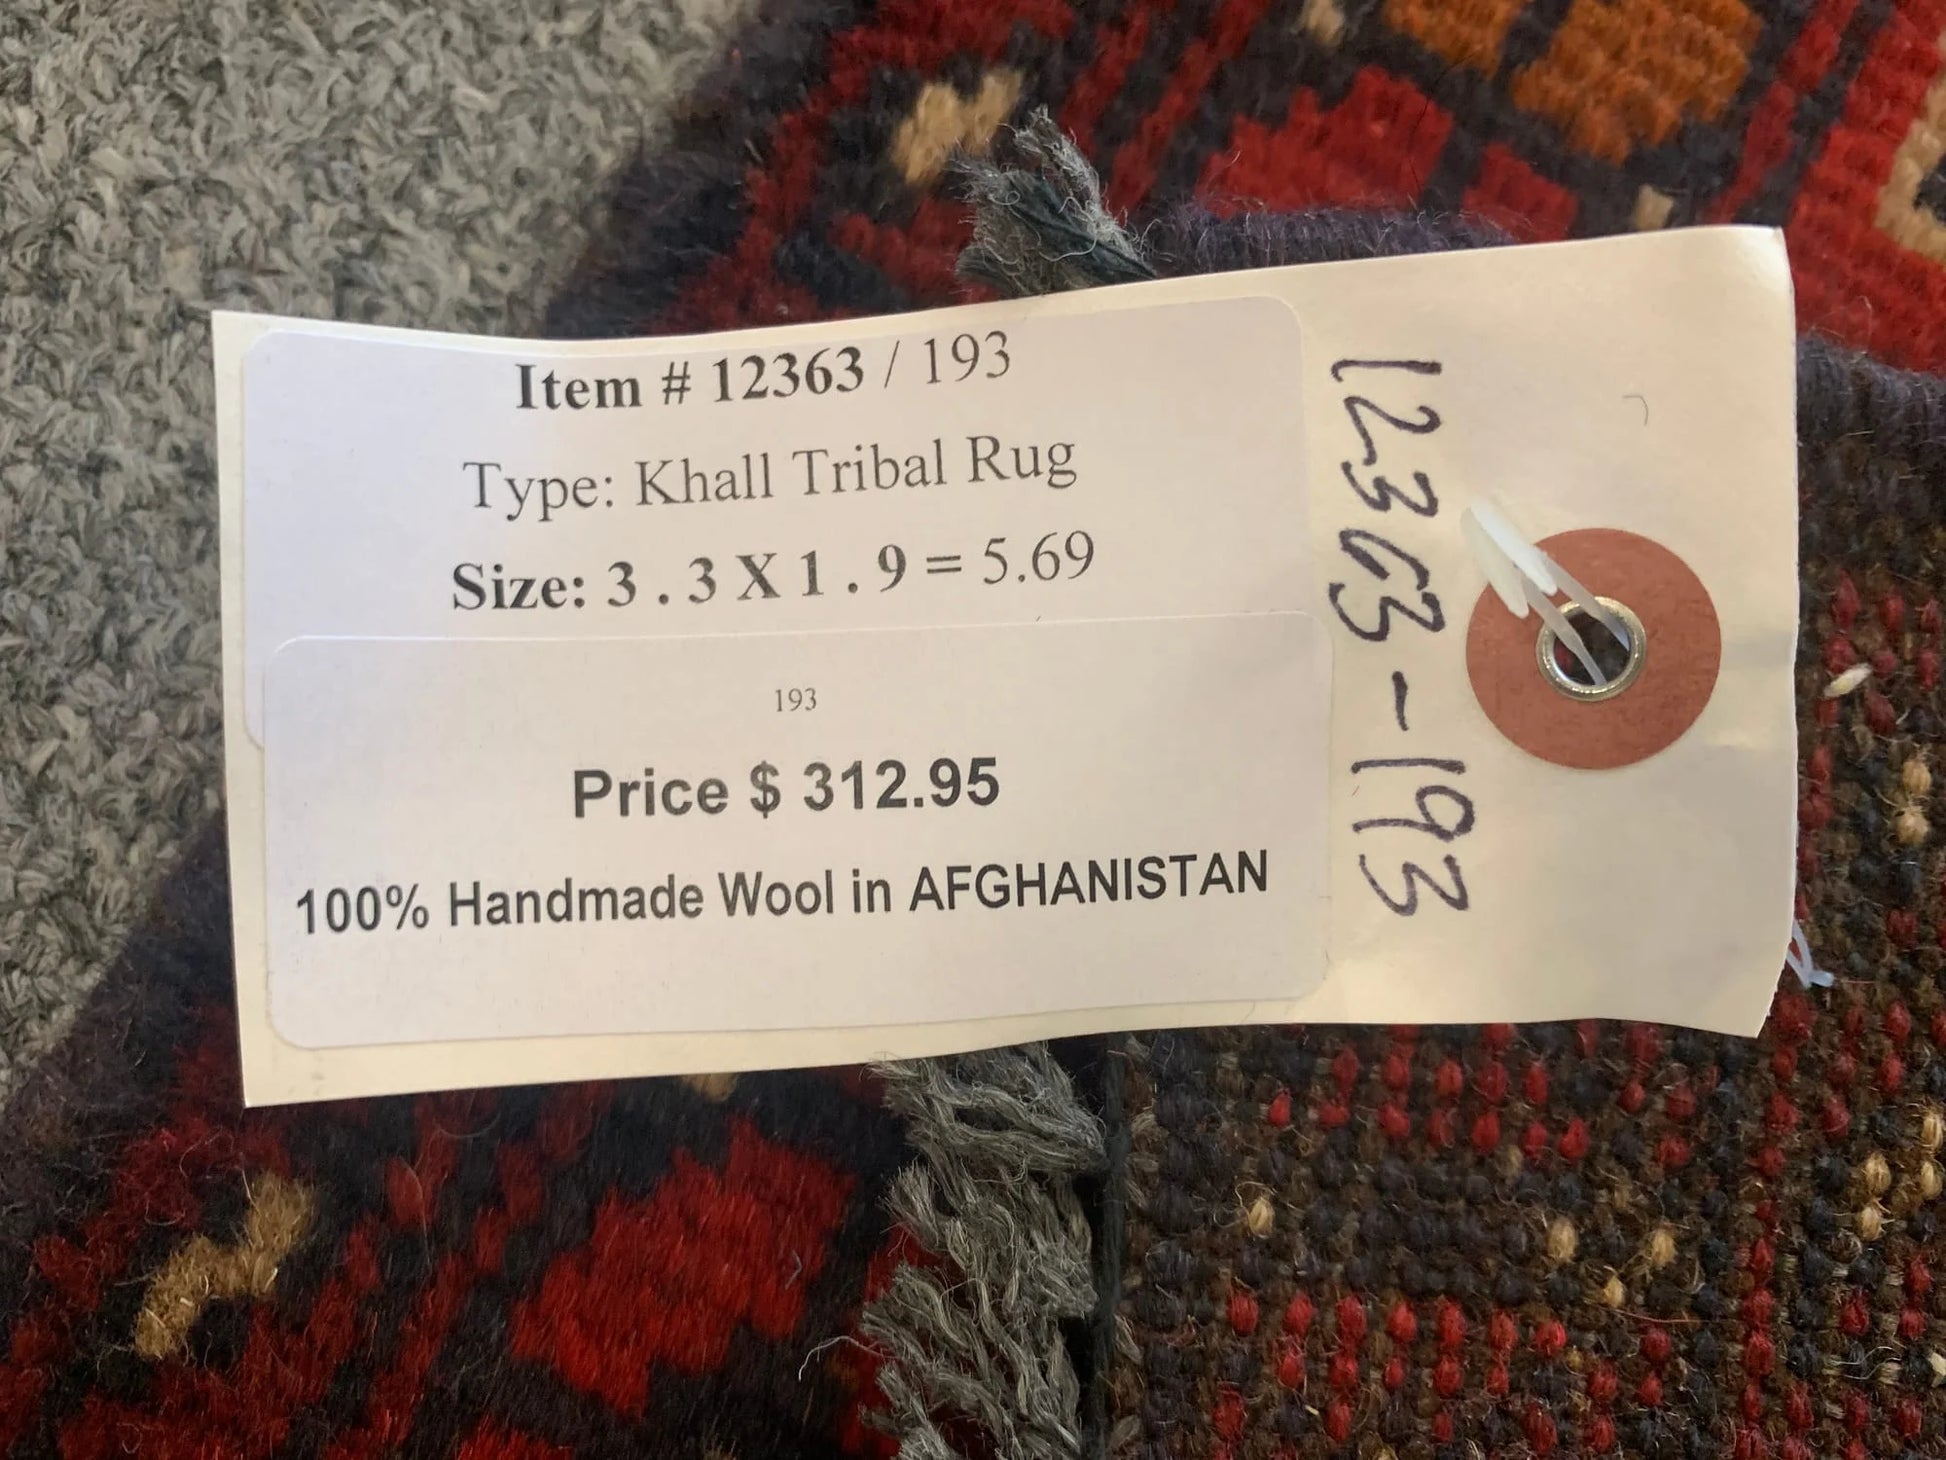 Item # 12363 / 193
Type: Khall Tribal Rug
Size: 3 . 3 X 1 . 9 = 5.69
193
Price $ 312.95
100% Handmade Wool in AFGHANISTAN
12363-193